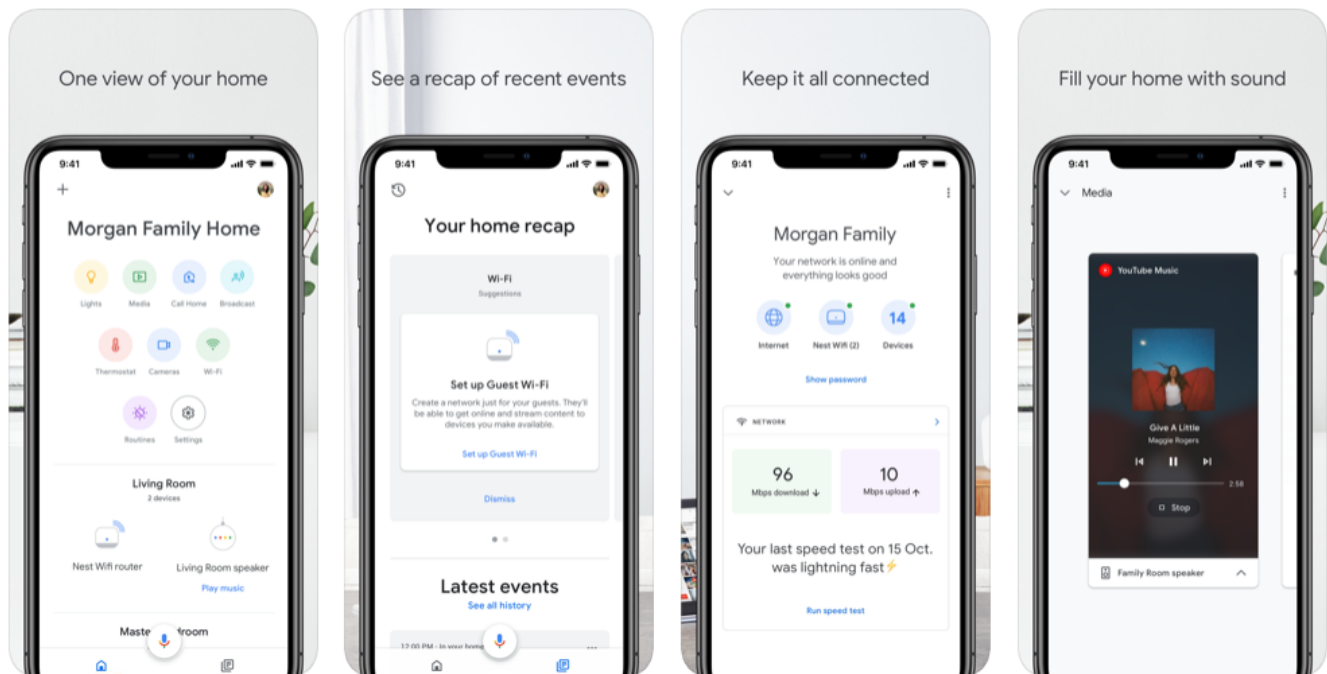 One view of your home
9:41
Morgan Family Home
Lights
Media
Call Home
Broadcast
Thermostat
Cameras
Wi-Fi
Routines
Settings
Living Room
2 devices
Nest Wifi router
Living Room speaker
Play music
See a recap of recent events
9:41
Your home recap
Wi-Fi
Suggestions
Set up Guest Wi-Fi
Create a network just for your guests. They'll
be able to get online and stream content to
devices you make available.
Set up Guest Wi-Fi
Dismiss
Latest events
See all history
12:00 PM - In your home
Keep it all connected
9:41
Morgan Family
Your network is online and
everything looks good
14
Internet
Nest Wifi (2)
Devices
Show password
NETWORK
96
Mbps download ↓
10
Mbps upload ↑
Your last speed test on 15 Oct.
was lightning fast⚡
Run speed test
Fill your home with sound
9:41
Media
YouTube Music
Give A Little
Maggie Rogers
2:58
Stop
Family Room speaker